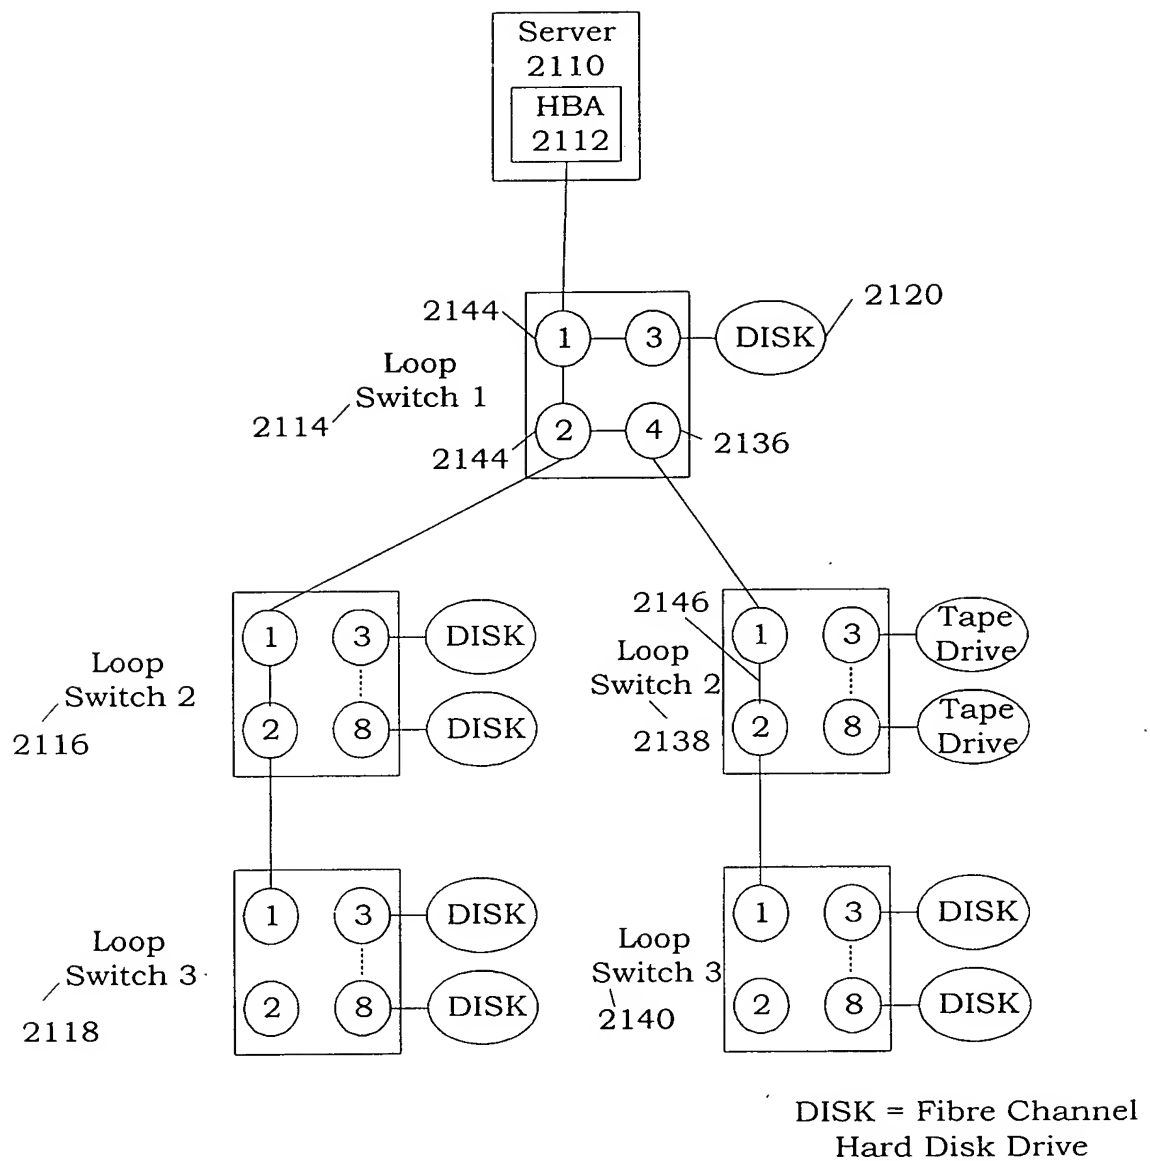 Server
2110
HBA
2112
2144
1
3
DISK
2120
Loop
Switch 1
2114
2
4
2136
2144
1
3
DISK
Loop
Switch 2
2116
2
8
DISK
2146
1
3
Tape
Drive
Loop
Switch 2
2138
2
8
Tape
Drive
1
3
DISK
Loop
Switch 3
2118
2
8
DISK
1
3
DISK
Loop
Switch 3
2140
2
8
DISK
DISK = Fibre Channel
Hard Disk Drive